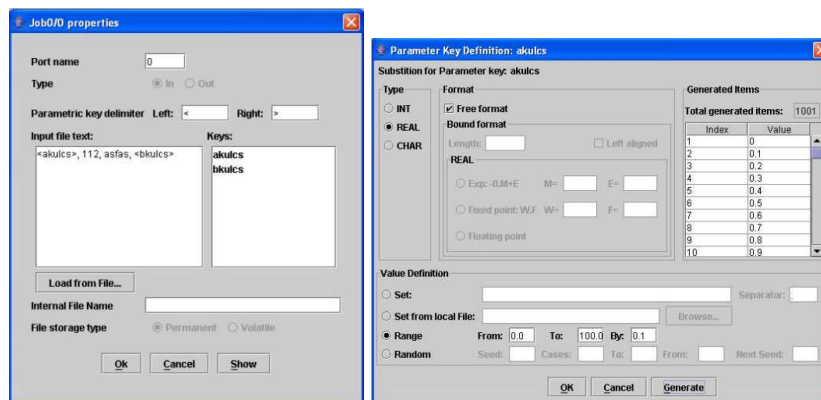 Job0/0 properties
Port name 0
Type In Out
Parametric key delimiter Left: < Right: >
Input file text: Keys:
<akulcs>, 112, asfas, <bkulcs>
akulcs
bkulcs
Load from File...
Internal File Name
File storage type Permanent Volatile
Ok Cancel Show
Parameter Key Definition: akulcs
Substition for Parameter key: akulcs
Type
INT
REAL
CHAR
Format
Free format
Bound format
Length: Left aligned
REAL
Exp: -0.M+E M= E=
Fixed point: W.F W= F=
Floating point
Generated Items
Total generated items: 1001
Index Value
1 0
2 0.1
3 0.2
4 0.3
5 0.4
6 0.5
7 0.6
8 0.7
9 0.8
10 0.9
Value Definition
Set: Separator:
Set from local File: Browse...
Range From: 0.0 To: 100.0 By: 0.1
Random Seed: Cases: To: From: Next Seed:
OK Cancel Generate